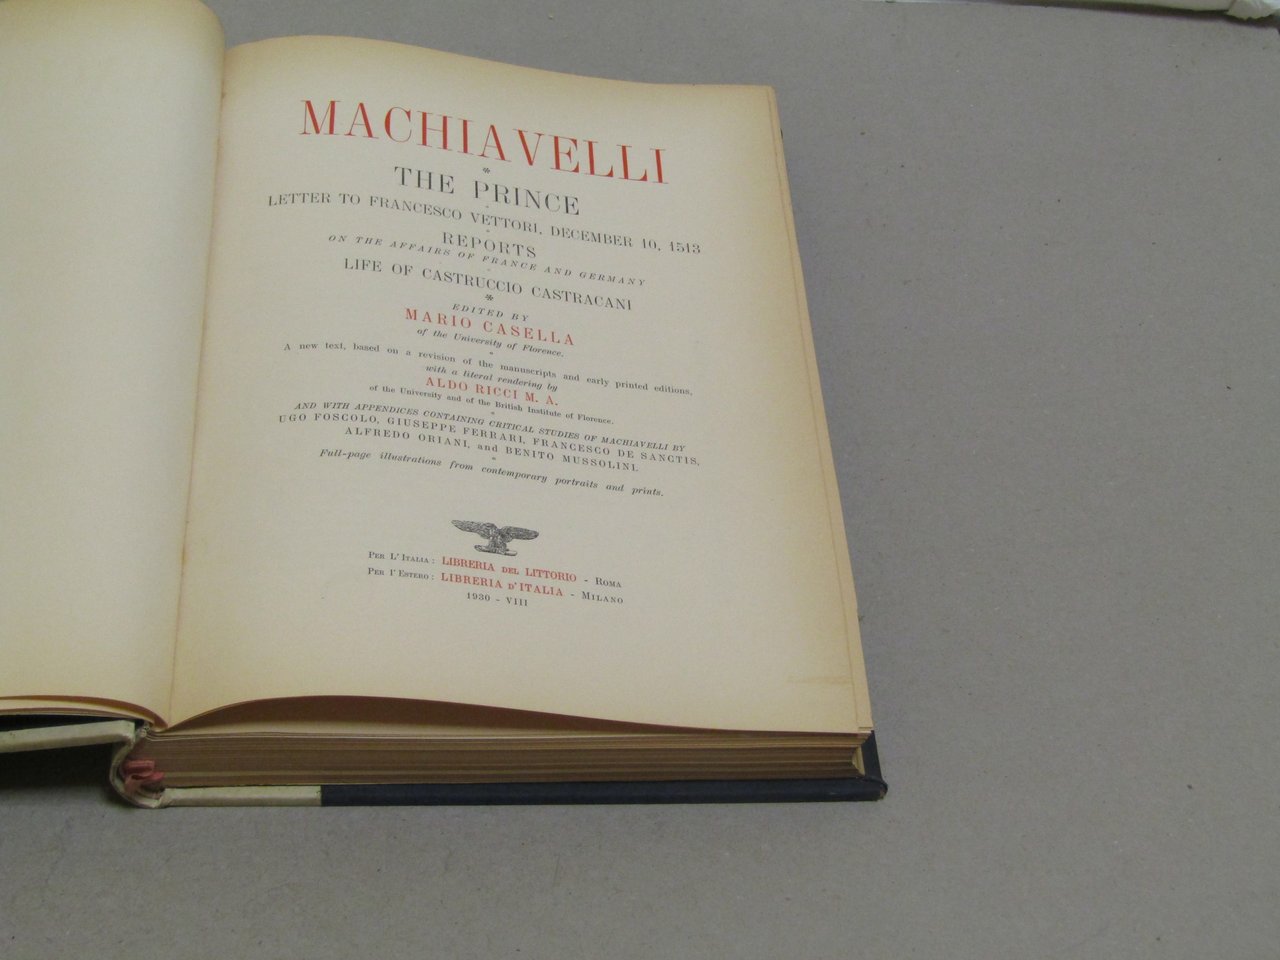 MACHIAVELLI
*
THE PRINCE
LETTER TO FRANCESCO VETTORI, DECEMBER 10, 1513
REPORTS
ON THE AFFAIRS OF FRANCE AND GERMANY
LIFE OF CASTRUCCIO CASTRACANI
*
EDITED BY
MARIO CASELLA
of the University of Florence.
A new text, based on a revision of the manuscripts and early printed editions,
with a literal rendering by
ALDO RICCI M. A.
of the University and of the British Institute of Florence.
AND WITH APPENDICES CONTAINING CRITICAL STUDIES OF MACHIAVELLI BY
UGO FOSCOLO, GIUSEPPE FERRARI, FRANCESCO DE SANCTIS,
ALFREDO ORIANI, and BENITO MUSSOLINI.
Full-page illustrations from contemporary portraits and prints.
PER L'ITALIA: LIBRERIA DEL LITTORIO - ROMA
PER l'ESTERO: LIBRERIA D'ITALIA - MILANO
1930 - VIII